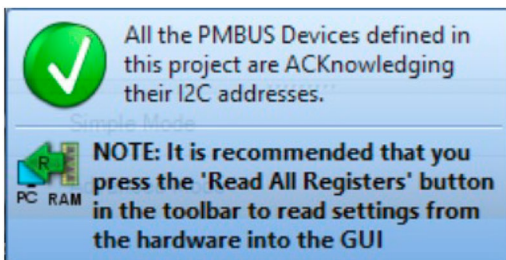 All the PMBUS Devices defined in
this project are ACKnowledging
their I2C addresses.
Simple Mode
NOTE: It is recommended that you
press the 'Read All Registers' button
in the toolbar to read settings from
the hardware into the GUI
R
PC RAM